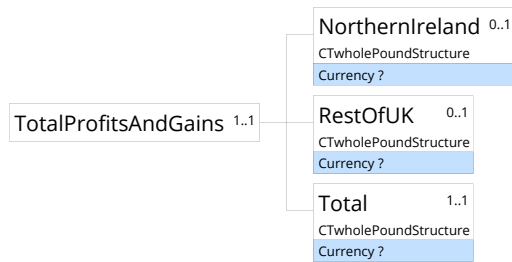 NorthernIreland 0..1
CTwholePoundStructure
Currency ?
TotalProfitsAndGains 1..1
RestOfUK 0..1
CTwholePoundStructure
Currency ?
Total 1..1
CTwholePoundStructure
Currency ?